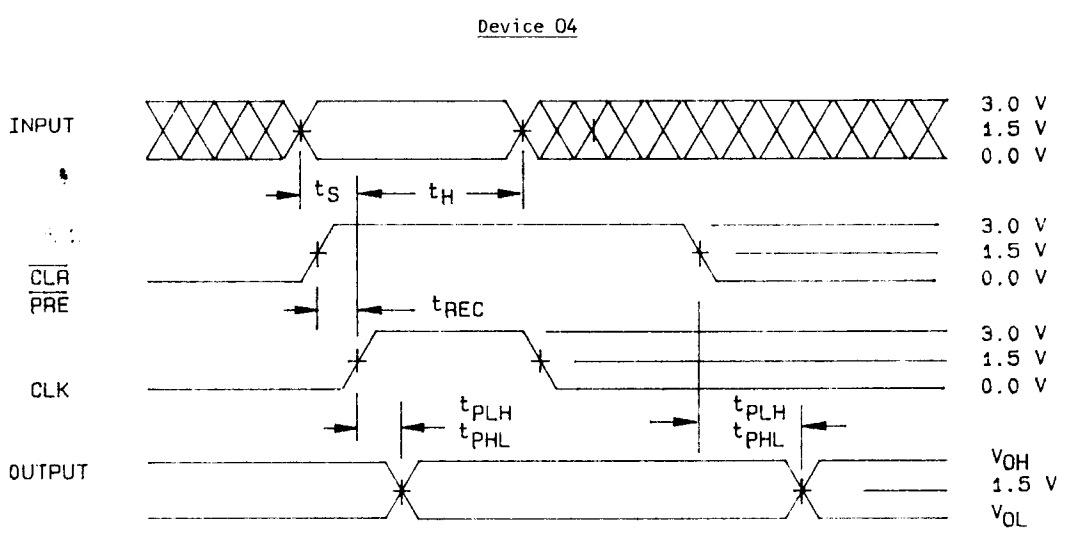 Device 04
INPUT
3.0 V
1.5 V
0.0 V
tS
tH
CLR
PRE
3.0 V
1.5 V
0.0 V
tREC
CLK
3.0 V
1.5 V
0.0 V
tPLH
tPHL
tPLH
tPHL
OUTPUT
VOH
1.5 V
VOL